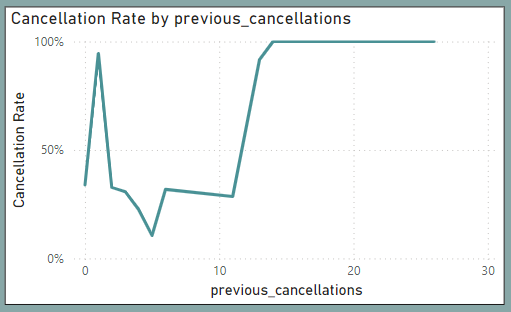 Cancellation Rate by previous_cancellations
100%
50%
0%
Cancellation Rate
0 10 20 30
previous_cancellations